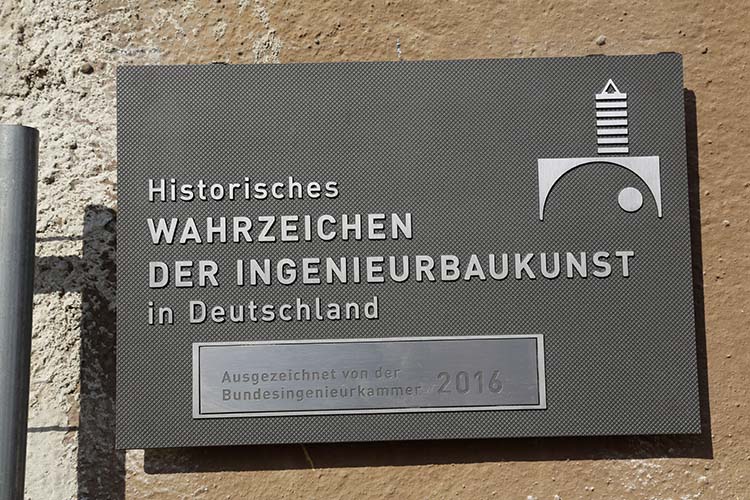 Historisches
WAHRZEICHEN
DER INGENIEURBAUKUNST
in Deutschland
Ausgezeichnet von der
Bundesingenieurkammer 2016